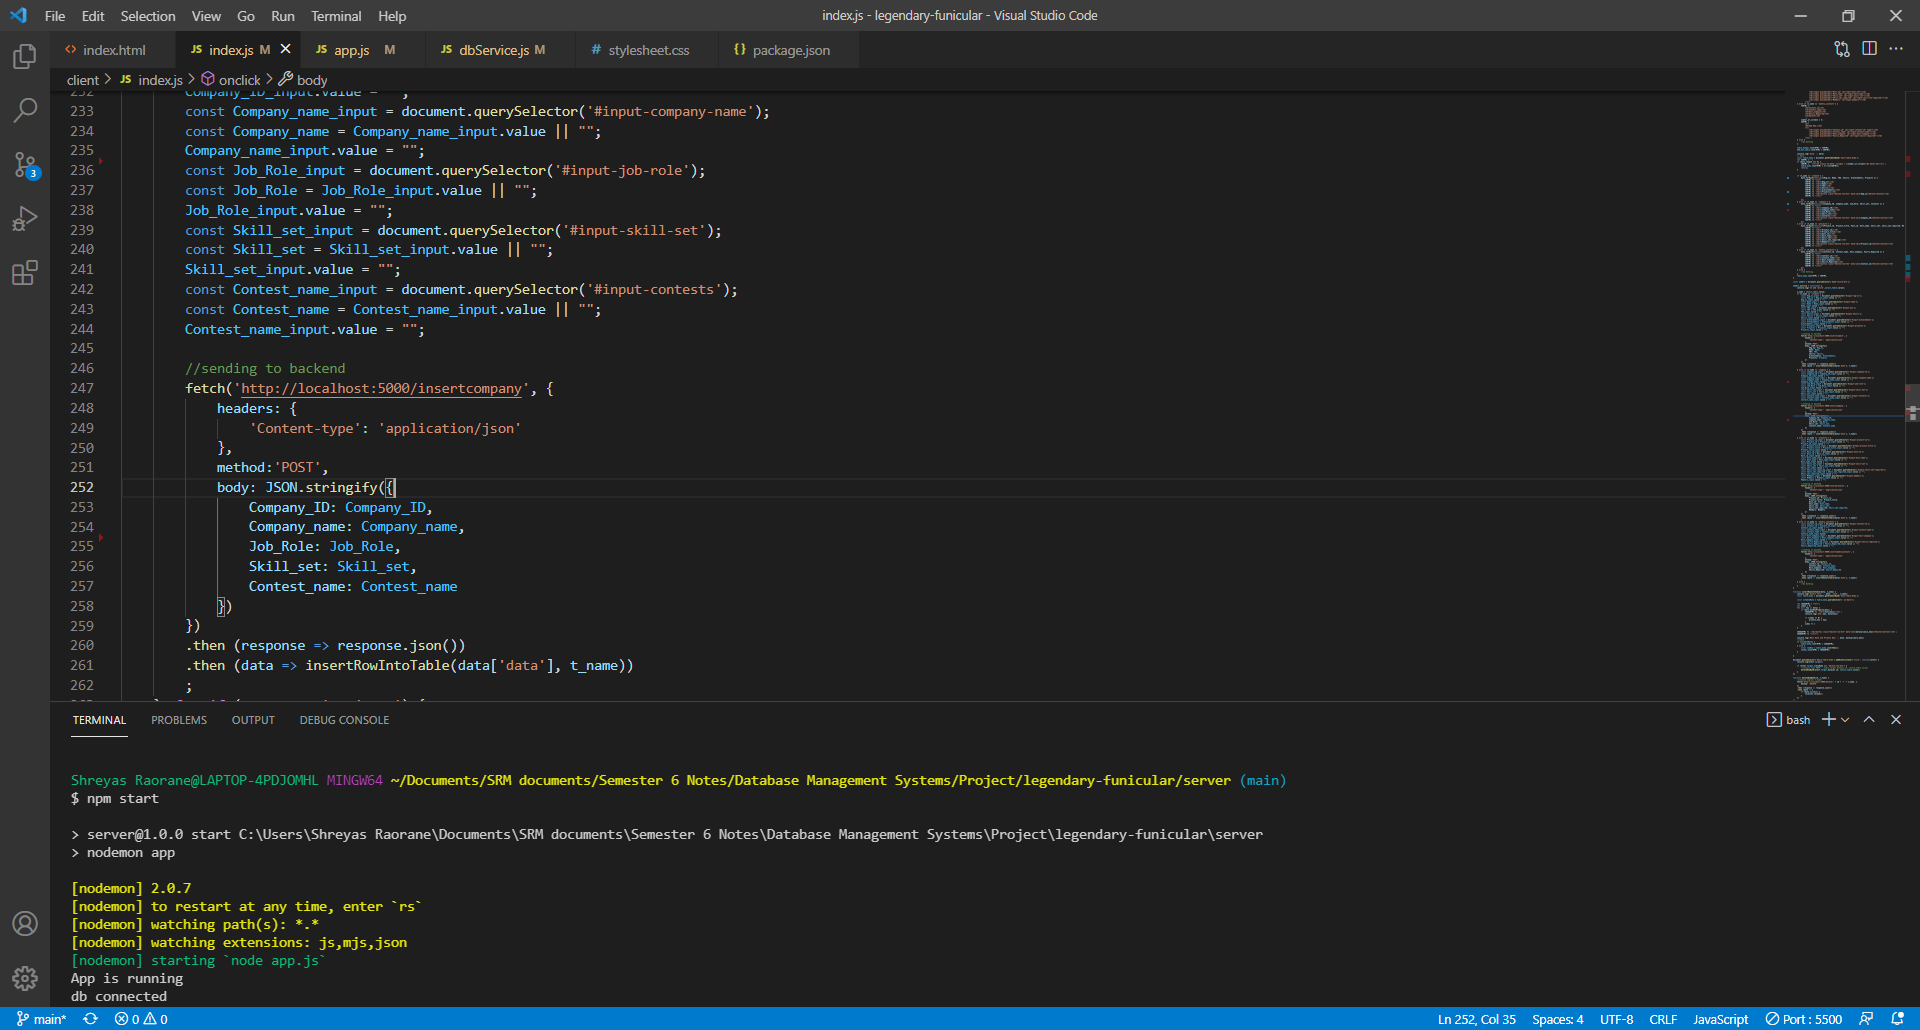 File Edit Selection View Go Run Terminal Help
index.js - legendary-funicular - Visual Studio Code
index.html
JS index.js M
JS app.js M
JS dbService.js M
# stylesheet.css
{} package.json
client > JS index.js > onclick > body
232 Company_ID_input.value = "";
233 const Company_name_input = document.querySelector('#input-company-name');
234 const Company_name = Company_name_input.value || "";
235 Company_name_input.value = "";
236 const Job_Role_input = document.querySelector('#input-job-role');
237 const Job_Role = Job_Role_input.value || "";
238 Job_Role_input.value = "";
239 const Skill_set_input = document.querySelector('#input-skill-set');
240 const Skill_set = Skill_set_input.value || "";
241 Skill_set_input.value = "";
242 const Contest_name_input = document.querySelector('#input-contests');
243 const Contest_name = Contest_name_input.value || "";
244 Contest_name_input.value = "";
245
246 //sending to backend
247 fetch('http://localhost:5000/insertcompany', {
248 headers: {
249 'Content-type': 'application/json'
250 },
251 method:'POST',
252 body: JSON.stringify({
253 Company_ID: Company_ID,
254 Company_name: Company_name,
255 Job_Role: Job_Role,
256 Skill_set: Skill_set,
257 Contest_name: Contest_name
258 })
259 })
260 .then (response => response.json())
261 .then (data => insertRowIntoTable(data['data'], t_name))
262 ;
3
TERMINAL PROBLEMS OUTPUT DEBUG CONSOLE
bash
Shreyas Raorane@LAPTOP-4PDJOMHL MINGW64 ~/Documents/SRM documents/Semester 6 Notes/Database Management Systems/Project/legendary-funicular/server (main)
$ npm start
> server@1.0.0 start C:\Users\Shreyas Raorane\Documents\SRM documents\Semester 6 Notes\Database Management Systems\Project\legendary-funicular\server
> nodemon app
[nodemon] 2.0.7
[nodemon] to restart at any time, enter `rs`
[nodemon] watching path(s): *.*
[nodemon] watching extensions: js,mjs,json
[nodemon] starting `node app.js`
App is running
db connected
main* 0 0
Ln 252, Col 35 Spaces: 4 UTF-8 CRLF JavaScript Port : 5500